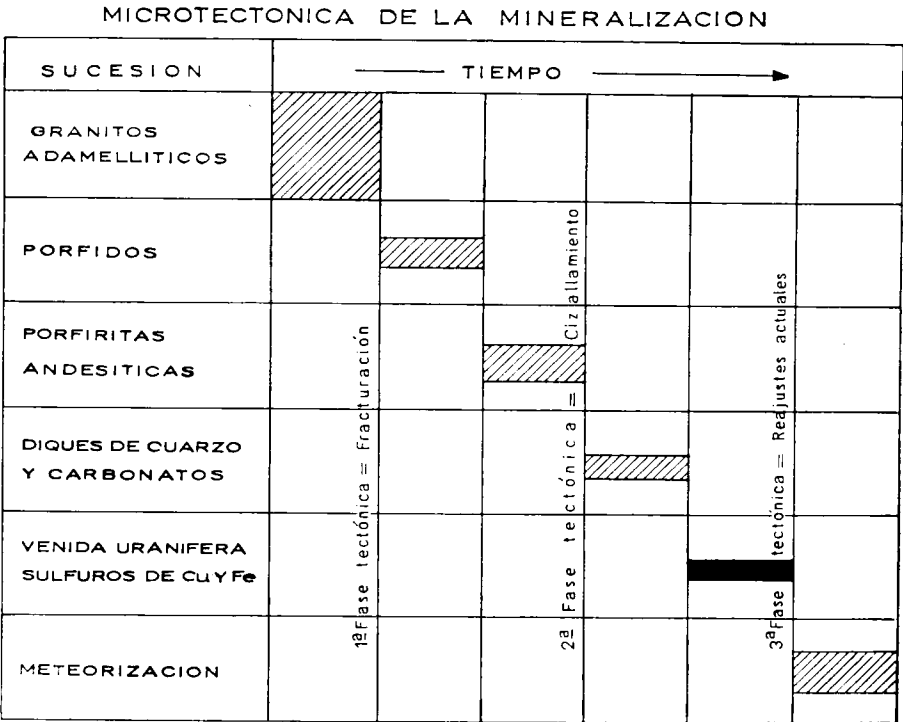 MICROTECTONICA DE LA MINERALIZACION
SUCESION
TIEMPO
GRANITOS
ADAMELLITICOS
PORFIDOS
PORFIRITAS
ANDESITICAS
DIQUES DE CUARZO
Y CARBONATOS
VENIDA URANIFERA
SULFUROS DE Cu Y Fe
METEORIZACION
1ª Fase tectónica = Fracturación
2ª Fase tectónica = Cizallamiento
3ª Fase tectónica = Reajustes actuales